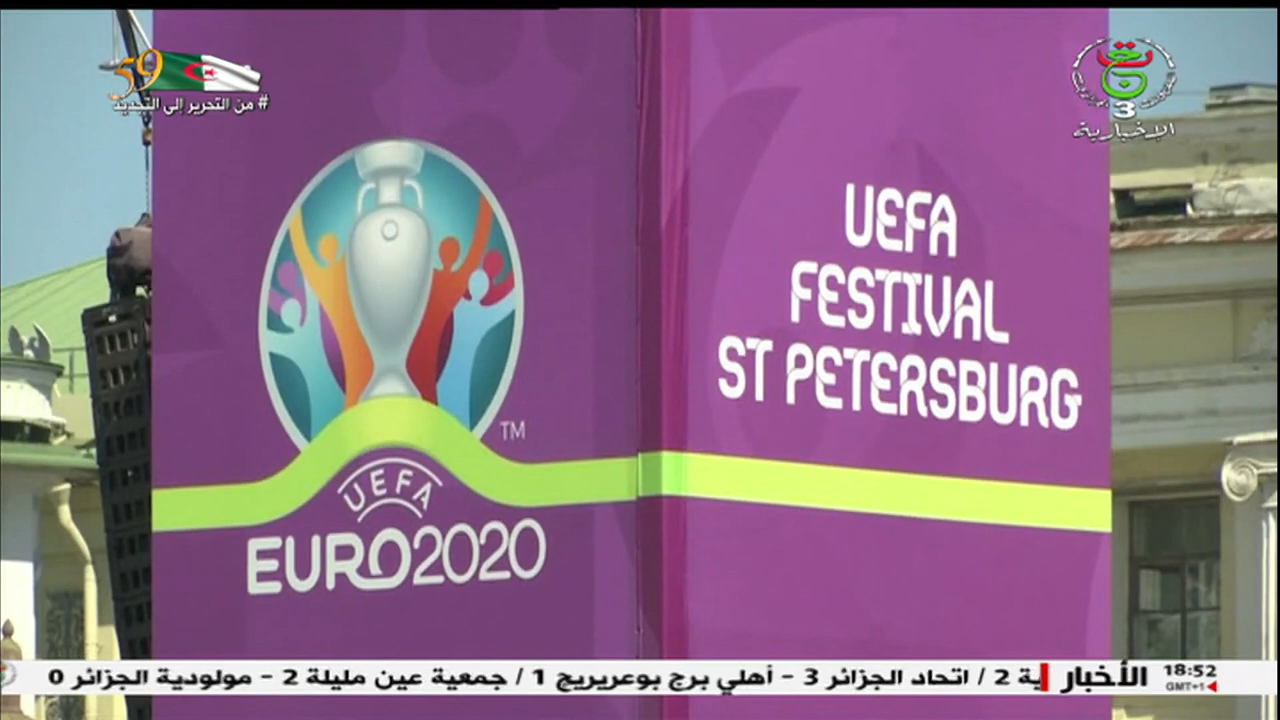 59
# من التحرير إلى التجديد
3
الإخبارية
UEFA
FESTIVAL
ST PETERSBURG
TM
UEFA
EURO2020
الأخبار
18:52
GMT+1
ية 2 / اتحاد الجزائر 3 - أهلي برج بوعريريج 1 / جمعية عين مليلة 2 - مولودية الجزائر 0